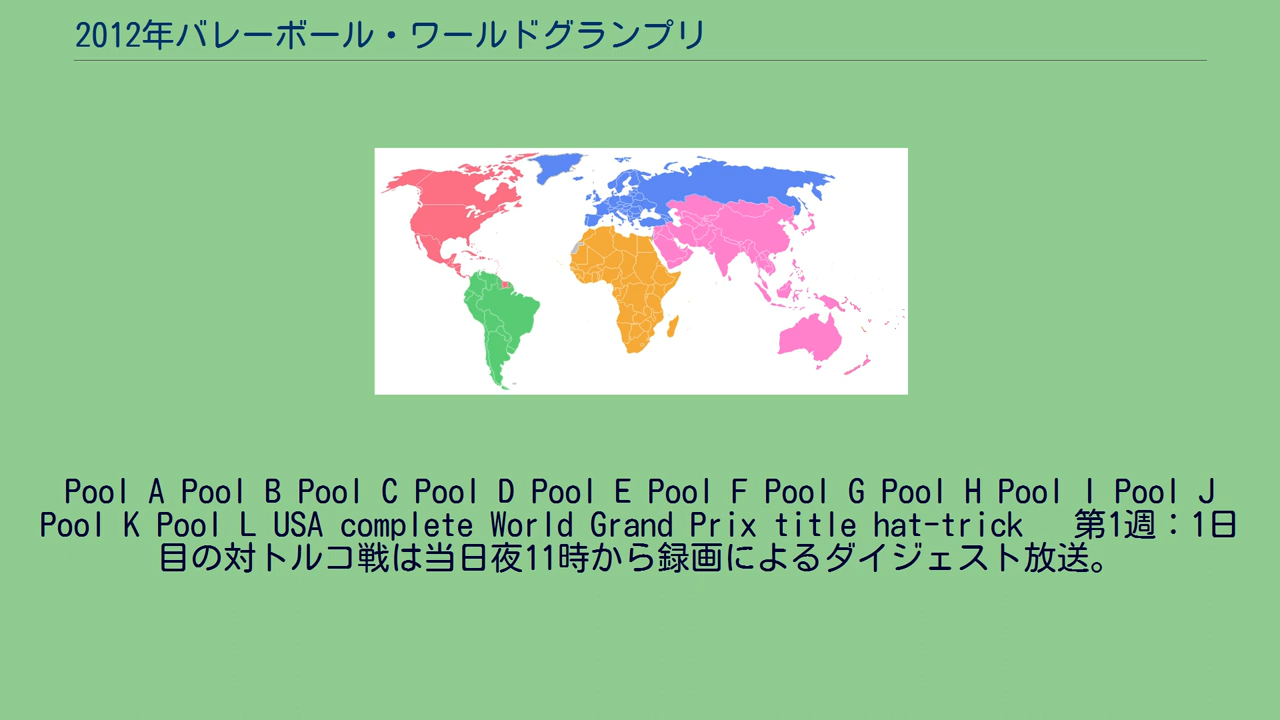 2012年バレーボール・ワールドグランプリ
Pool A Pool B Pool C Pool D Pool E Pool F Pool G Pool H Pool I Pool J
Pool K Pool L USA complete World Grand Prix title hat-trick　第1週：1日
目の対トルコ戦は当日夜11時から録画によるダイジェスト放送。